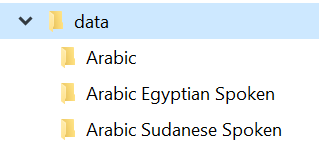 data
Arabic
Arabic Egyptian Spoken
Arabic Sudanese Spoken